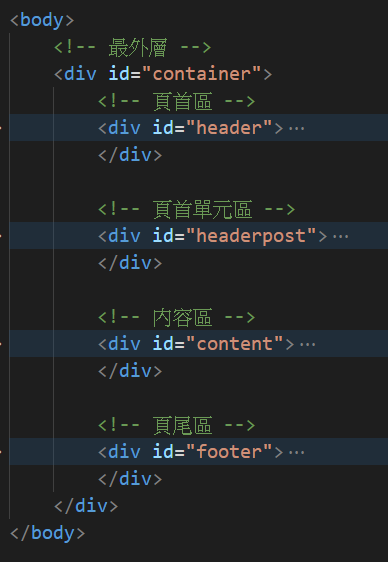 <body>
<!-- 最外層 -->
<div id="container">
<!-- 頁首區 -->
<div id="header">⋯
</div>
<!-- 頁首單元區 -->
<div id="headerpost">⋯
</div>
<!-- 內容區 -->
<div id="content">⋯
</div>
<!-- 頁尾區 -->
<div id="footer">⋯
</div>
</div>
</body>